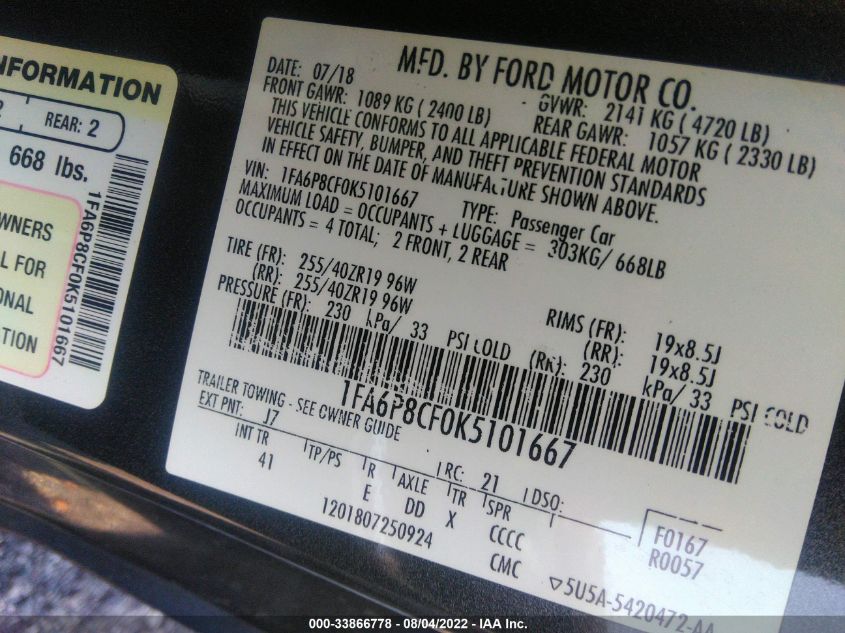 NFORMATION
2 REAR: 2
668 lbs.
1FA6P8CF0K5101667
WNERS
L FOR
ONAL
TION
MFD. BY FORD MOTOR CO.
DATE: 07/18 GVWR: 2141 KG ( 4720 LB)
FRONT GAWR: 1089 KG ( 2400 LB) REAR GAWR: 1057 KG ( 2330 LB)
THIS VEHICLE CONFORMS TO ALL APPLICABLE FEDERAL MOTOR
VEHICLE SAFETY, BUMPER, AND THEFT PREVENTION STANDARDS
IN EFFECT ON THE DATE OF MANUFACTURE SHOWN ABOVE.
VIN: 1FA6P8CF0K5101667 TYPE: Passenger Car
MAXIMUM LOAD = OCCUPANTS + LUGGAGE = 303KG/ 668LB
OCCUPANTS = 4 TOTAL; 2 FRONT, 2 REAR
TIRE (FR): 255/40ZR19 96W RIMS (FR): 19x8.5J
(RR): 255/40ZR19 96W (RR): 19x8.5J
PRESSURE (FR): 230 kPa/ 33 PSI COLD (RR): 230 kPa/ 33 PSI COLD
1FA6P8CF0K5101667
TRAILER TOWING - SEE OWNER GUIDE
EXT PNT: J7 RC: 21 DSO:
INT TR TP/PS R AXLE TR SPR F0167
41 E DD X CCCC R0057
1201807250924 CMC ▽5U5A-5420472-AA
000-33866778 - 08/04/2022 - IAA Inc.